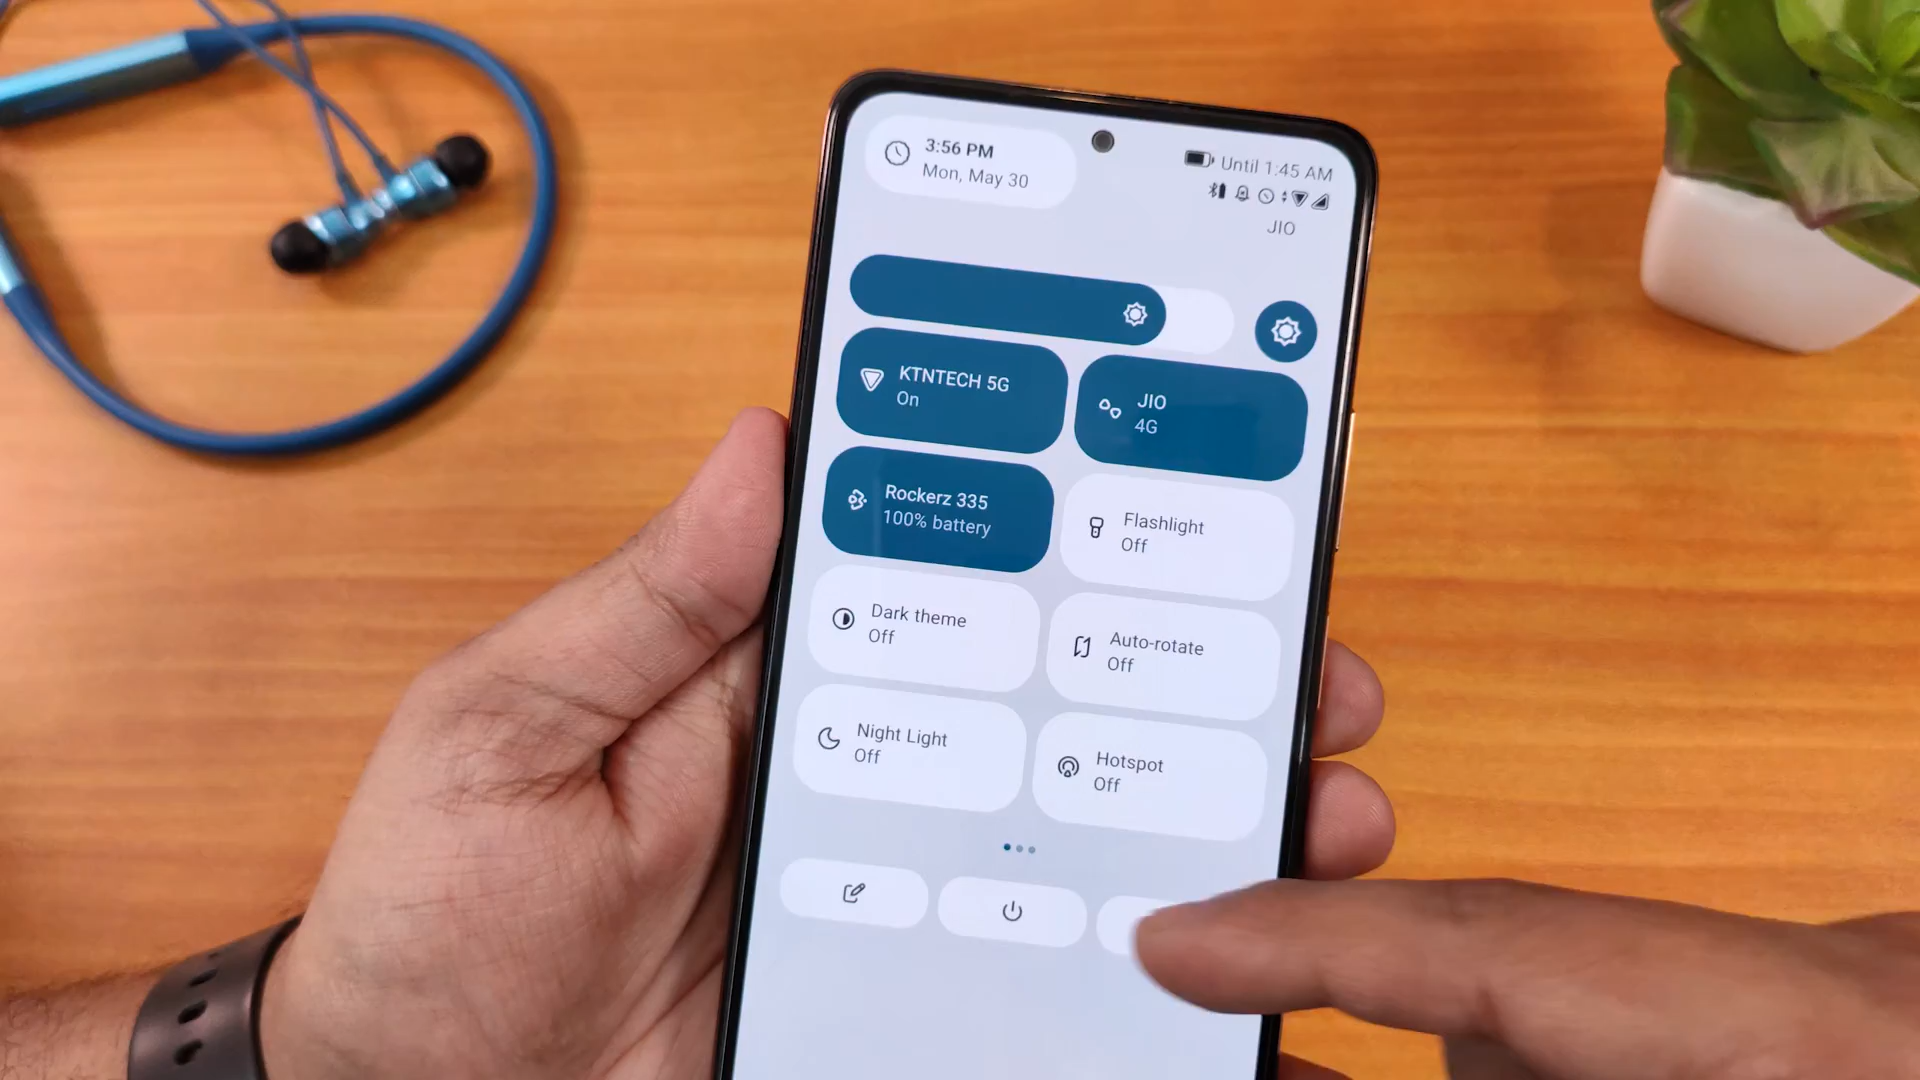 3:56 PM
Mon, May 30
Until 1:45 AM
JIO
KTNTECH 5G
On
JIO
4G
Rockerz 335
100% battery
Flashlight
Off
Dark theme
Off
Auto-rotate
Off
Night Light
Off
Hotspot
Off